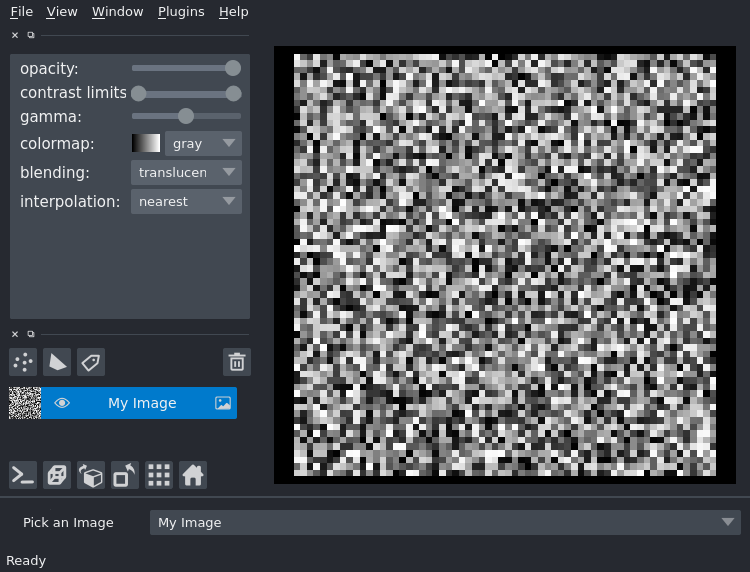 File View Window Plugins Help
opacity:
contrast limits
gamma:
colormap: gray
blending: translucen
interpolation: nearest
My Image
Pick an Image My Image
Ready